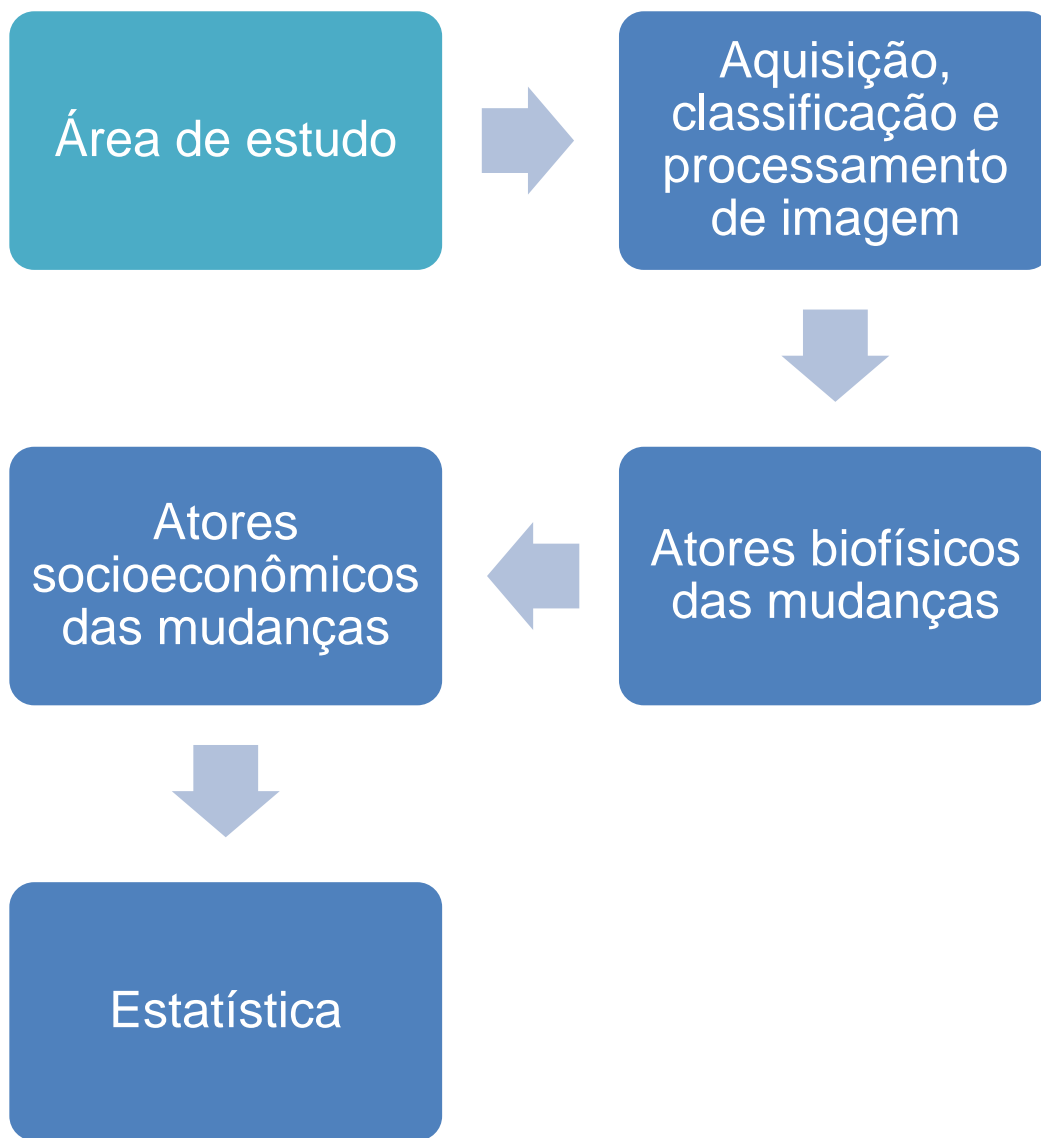 Área de estudo
Aquisição,
classificação e
processamento
de imagem
Atores biofísicos
das mudanças
Atores
socioeconômicos
das mudanças
Estatística